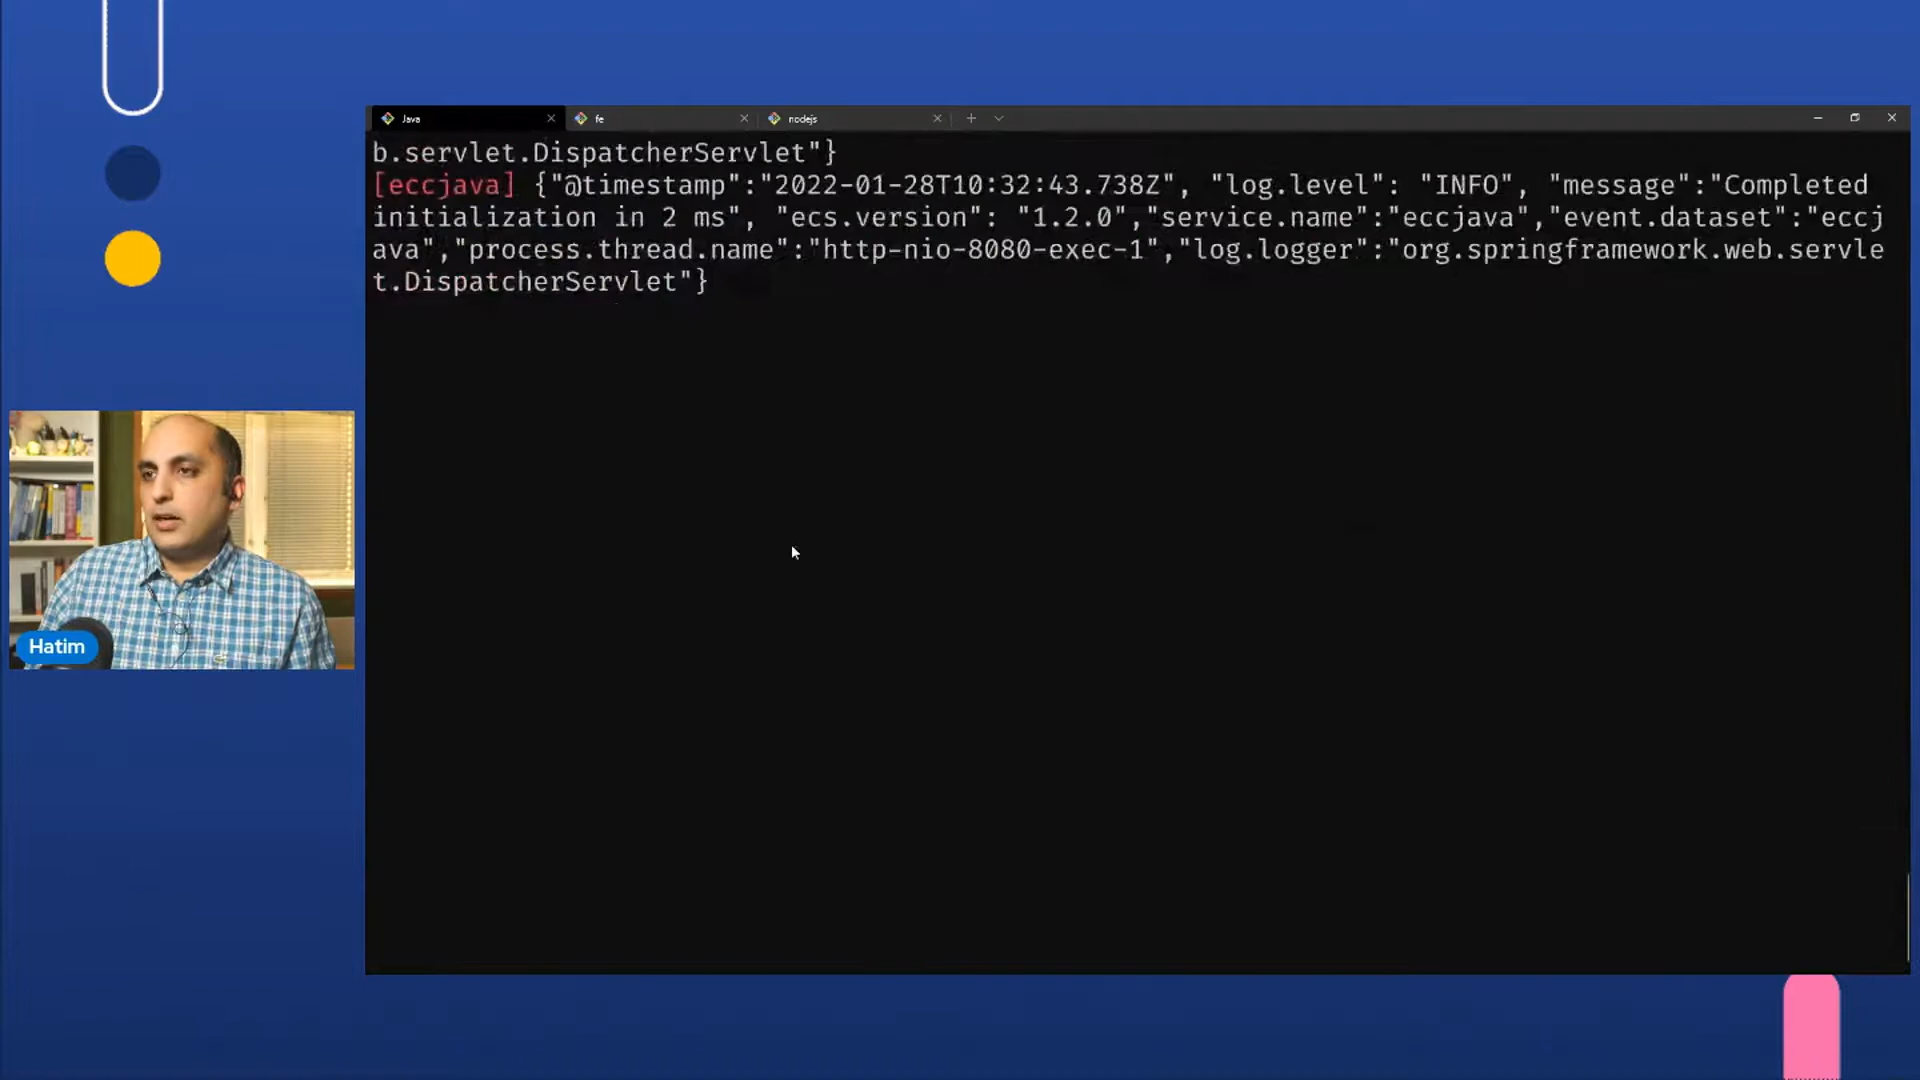 Java fe nodejs
b.servlet.DispatcherServlet"}
[eccjava] {"@timestamp":"2022-01-28T10:32:43.738Z", "log.level": "INFO", "message":"Completed
initialization in 2 ms", "ecs.version": "1.2.0","service.name":"eccjava","event.dataset":"eccj
ava","process.thread.name":"http-nio-8080-exec-1","log.logger":"org.springframework.web.servle
t.DispatcherServlet"}
Hatim